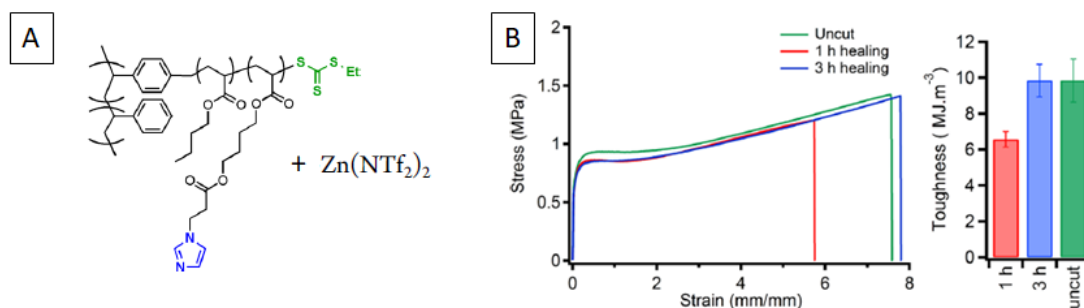 A
S
S
Et
S
O
O
O
O
+ Zn(NTf₂)₂
O
O
O
O
N
N
B
Uncut
1 h healing
3 h healing
Stress (MPa)
2
1.5
1
0.5
0
0
2
4
6
8
Strain (mm/mm)
Toughness ( MJ.m⁻³)
12
10
8
6
4
2
0
1 h
3 h
uncut